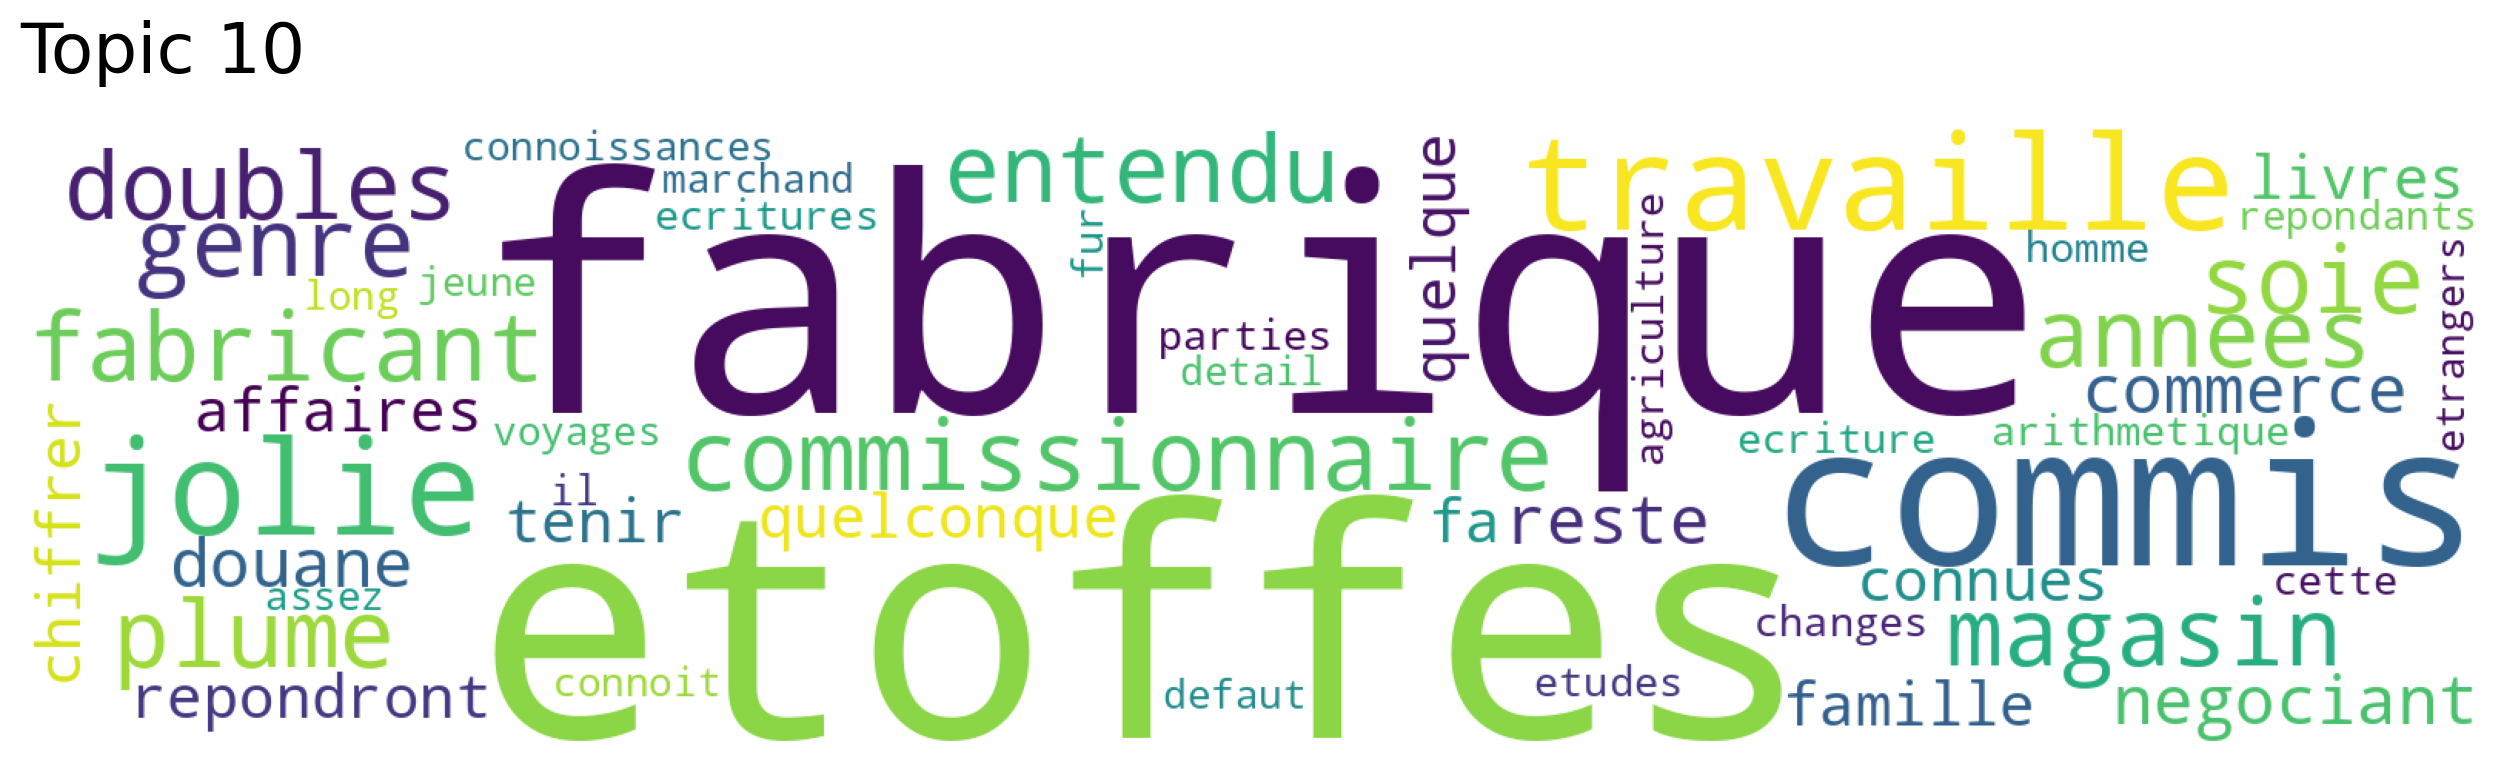 Topic 10
connoissances
doubles
marchand
entendu
travaille
livres
ecritures
repondants
genre
fur
quelque
homme
jeune
long
fabrique
agriculture
soie
etrangers
fabricant
parties
detail
annees
affaires
commerce
voyages
commissionnaire
ecriture
arithmetique
chiffrer
jolie
il
tenir
quelconque
fa
reste
commis
douane
assez
etoffes
connues
cette
plume
changes
magasin
repondront
connoit
defaut
etudes
famille
negociant